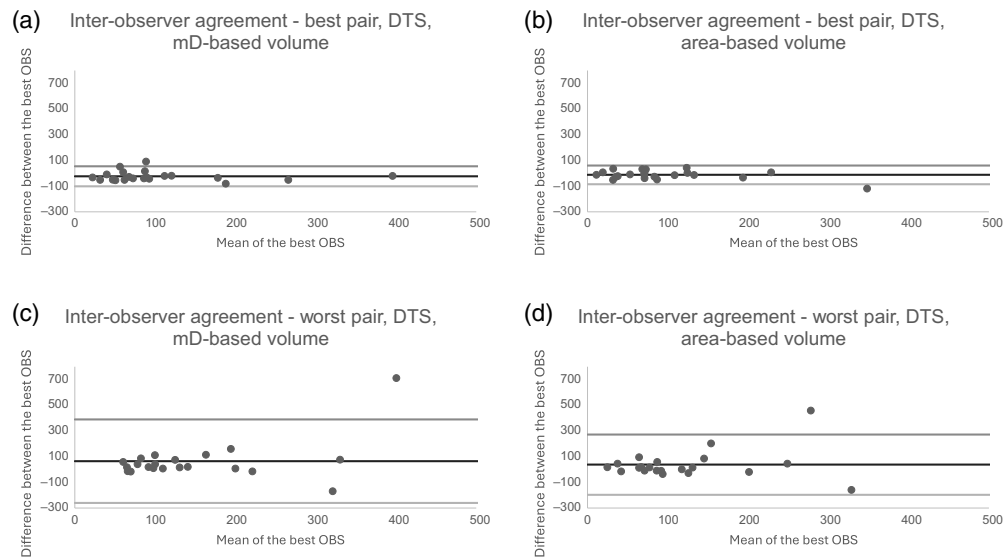 (a)
Inter-observer agreement - best pair, DTS,
mD-based volume
Difference between the best OBS
700
500
300
100
–100
–300
0
100
200
300
400
500
Mean of the best OBS
(b)
Inter-observer agreement - best pair, DTS,
area-based volume
Difference between the best OBS
700
500
300
100
–100
–300
0
100
200
300
400
500
Mean of the best OBS
(c)
Inter-observer agreement - worst pair, DTS,
mD-based volume
Difference between the best OBS
700
500
300
100
–100
–300
0
100
200
300
400
500
Mean of the best OBS
(d)
Inter-observer agreement - worst pair, DTS,
area-based volume
Difference between the best OBS
700
500
300
100
–100
–300
0
100
200
300
400
500
Mean of the best OBS